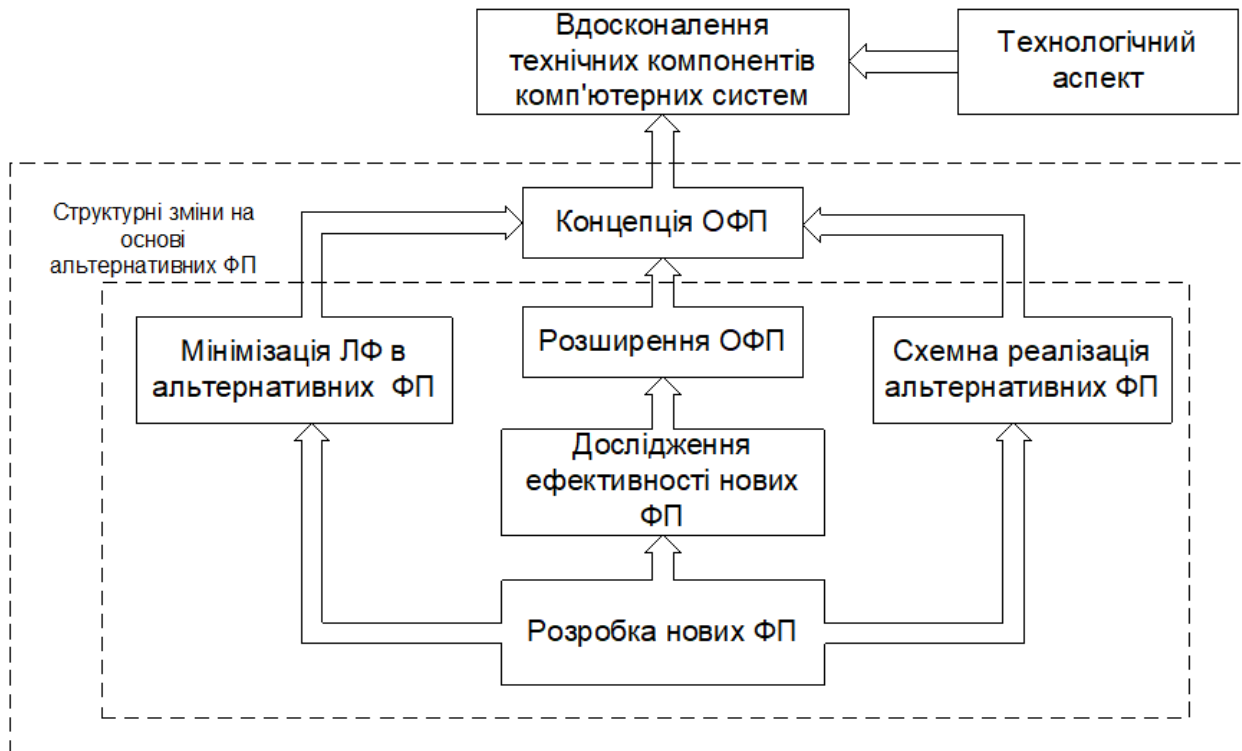 Вдосконалення
технічних компонентів
комп'ютерних систем
Технологічний
аспект
Структурні зміни на
основі
альтернативних ФП
Концепція ОФП
Мінімізація ЛФ в
альтернативних ФП
Розширення ОФП
Схемна реалізація
альтернативних ФП
Дослідження
ефективності нових
ФП
Розробка нових ФП